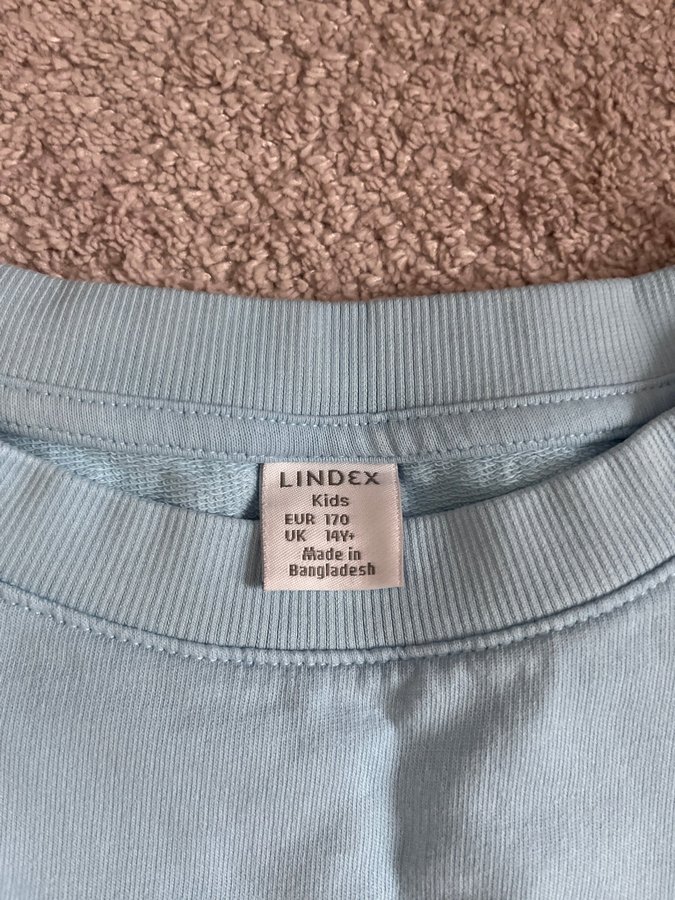 LINDEX
Kids
EUR 170
UK 14Y+
Made in
Bangladesh